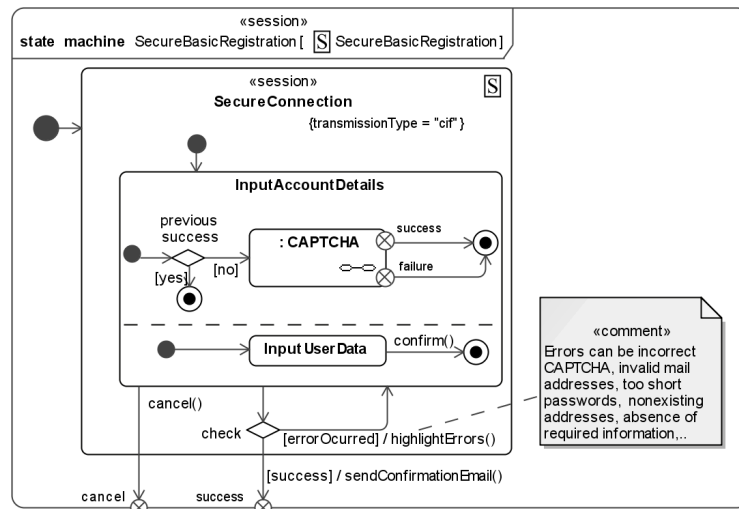 «session»
state machine SecureBasicRegistration [ S SecureBasicRegistration ]
«session»
S
SecureConnection
{transmissionType = "cif" }
InputAccountDetails
previous
success
: CAPTCHA
success
[yes]
[no]
failure
Input UserData
confirm()
cancel()
check
[errorOcurred] / highlightErrors()
[success] / sendConfirmationEmail()
cancel
success
«comment»
Errors can be incorrect
CAPTCHA, invalid mail
addresses, too short
passwords, nonexisting
addresses, absence of
required information,..